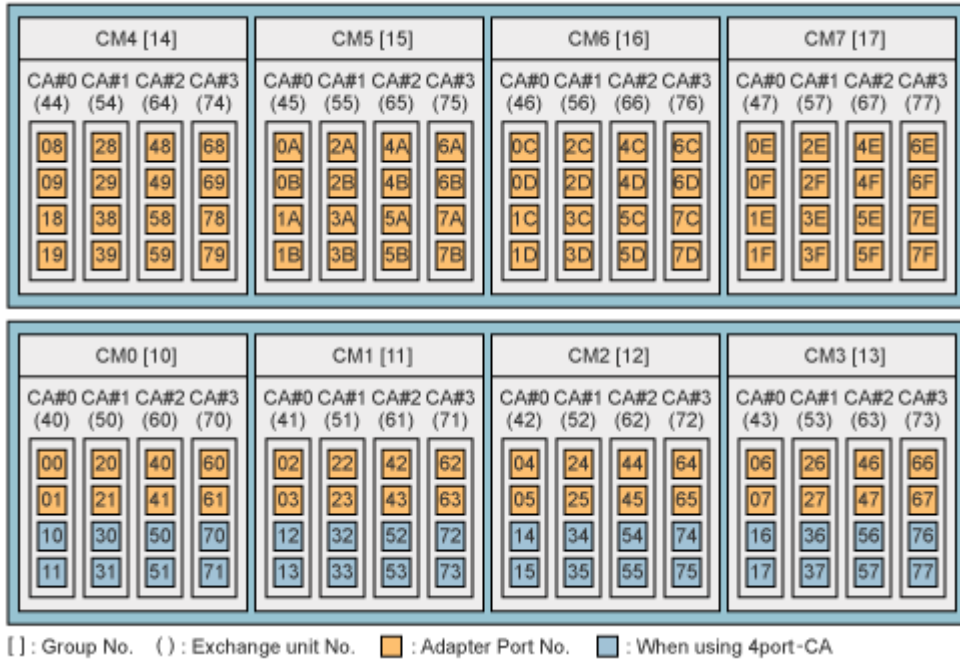 CM4 [14] CM5 [15] CM6 [16] CM7 [17]
CA#0 CA#1 CA#2 CA#3 CA#0 CA#1 CA#2 CA#3 CA#0 CA#1 CA#2 CA#3 CA#0 CA#1 CA#2 CA#3
(44) (54) (64) (74) (45) (55) (65) (75) (46) (56) (66) (76) (47) (57) (67) (77)
08 28 48 68 0A 2A 4A 6A 0C 2C 4C 6C 0E 2E 4E 6E
09 29 49 69 0B 2B 4B 6B 0D 2D 4D 6D 0F 2F 4F 6F
18 38 58 78 1A 3A 5A 7A 1C 3C 5C 7C 1E 3E 5E 7E
19 39 59 79 1B 3B 5B 7B 1D 3D 5D 7D 1F 3F 5F 7F
CM0 [10] CM1 [11] CM2 [12] CM3 [13]
CA#0 CA#1 CA#2 CA#3 CA#0 CA#1 CA#2 CA#3 CA#0 CA#1 CA#2 CA#3 CA#0 CA#1 CA#2 CA#3
(40) (50) (60) (70) (41) (51) (61) (71) (42) (52) (62) (72) (43) (53) (63) (73)
00 20 40 60 02 22 42 62 04 24 44 64 06 26 46 66
01 21 41 61 03 23 43 63 05 25 45 65 07 27 47 67
10 30 50 70 12 32 52 72 14 34 54 74 16 36 56 76
11 31 51 71 13 33 53 73 15 35 55 75 17 37 57 77
[ ] : Group No. ( ) : Exchange unit No. : Adapter Port No. : When using 4port-CA